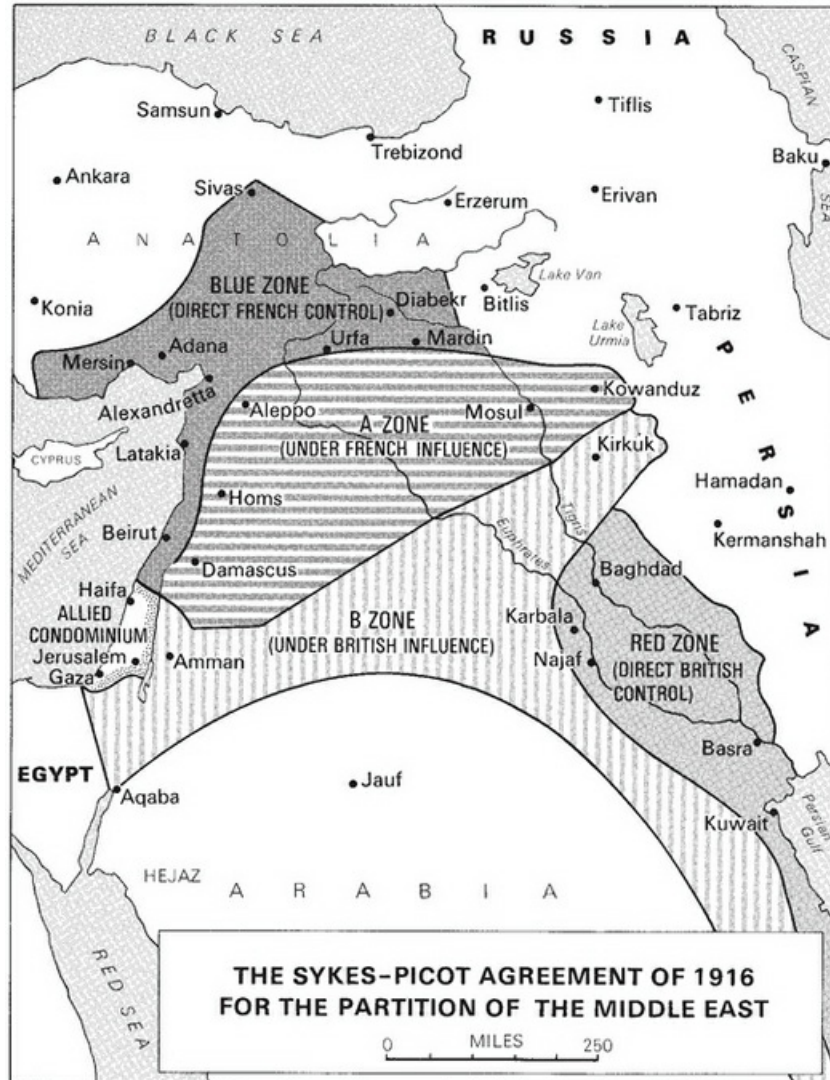 BLACK SEA
RUSSIA
CASPIAN
SEA
Samsun
Trebizond
Tiflis
Baku
Ankara
Sivas
Erzerum
Erivan
ANATOLIA
Lake Van
BLUE ZONE
(DIRECT FRENCH CONTROL)
Diabekr
Bitlis
Konia
Lake
Urmia
Tabriz
Mersin
Adana
Urfa
Mardin
PERSIA
Alexandretta
Aleppo
Mosul
Kowanduz
A ZONE
(UNDER FRENCH INFLUENCE)
Latakia
CYPRUS
Kirkuk
Homs
Hamadan
MEDITERRANEAN
SEA
Beirut
Euphrates
Tigris
Kermanshah
Damascus
Baghdad
Haifa
ALLIED
CONDOMINIUM
B ZONE
(UNDER BRITISH INFLUENCE)
Karbala
RED ZONE
(DIRECT BRITISH
CONTROL)
Jerusalem
Amman
Najaf
Gaza
Basra
EGYPT
Aqaba
Jauf
Kuwait
Persian
Gulf
HEJAZ
ARABIA
RED SEA
THE SYKES–PICOT AGREEMENT OF 1916
FOR THE PARTITION OF THE MIDDLE EAST
MILES
0 250